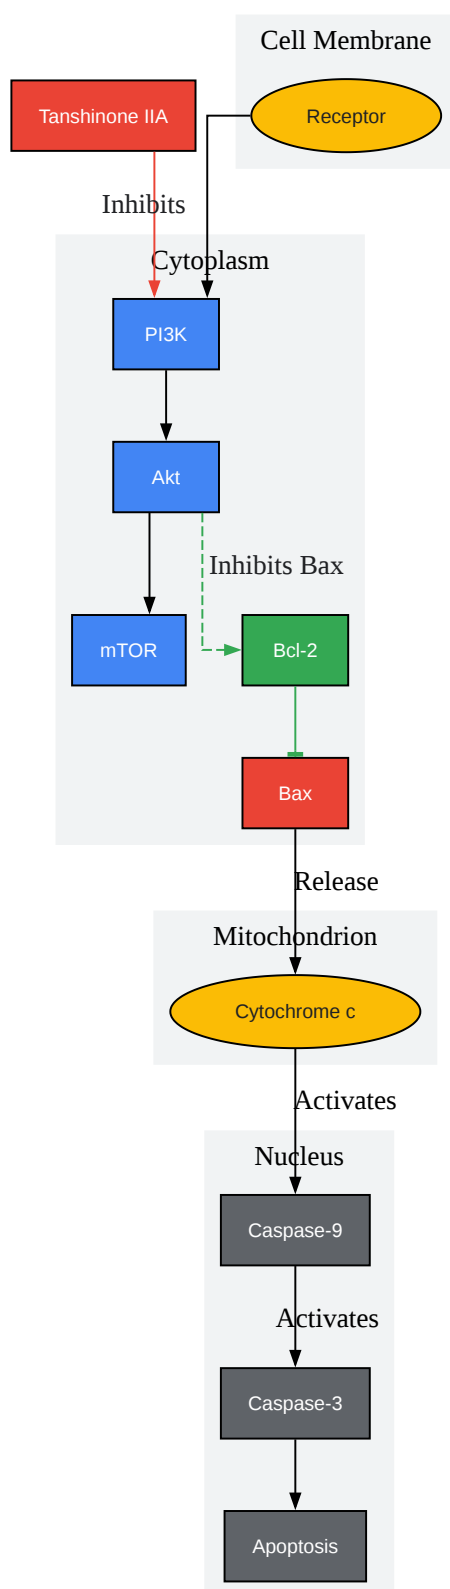 Cell Membrane
Tanshinone IIA
Receptor
Inhibits
Cytoplasm
PI3K
Akt
Inhibits Bax
mTOR
Bcl-2
Bax
Release
Mitochondrion
Cytochrome c
Activates
Nucleus
Caspase-9
Activates
Caspase-3
Apoptosis